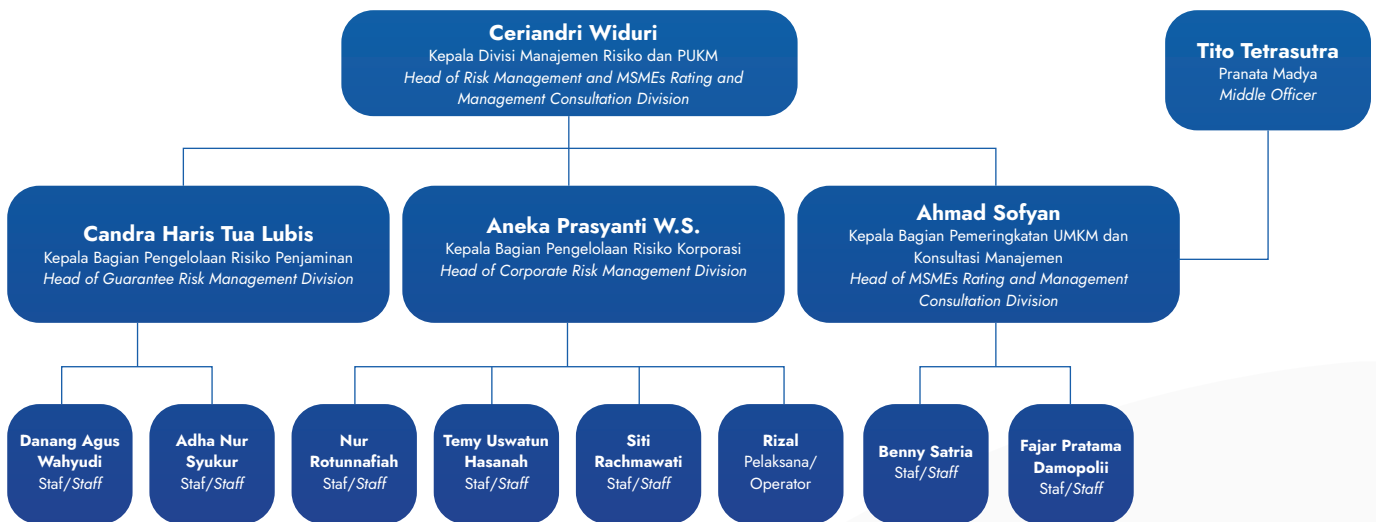 Ceriandri Widuri
Kepala Divisi Manajemen Risiko dan PUKM
Head of Risk Management and MSMEs Rating and
Management Consultation Division
Tito Tetrasutra
Pranata Madya
Middle Officer
Candra Haris Tua Lubis
Kepala Bagian Pengelolaan Risiko Penjaminan
Head of Guarantee Risk Management Division
Aneka Prasyanti W.S.
Kepala Bagian Pengelolaan Risiko Korporasi
Head of Corporate Risk Management Division
Ahmad Sofyan
Kepala Bagian Pemeringkatan UMKM dan
Konsultasi Manajemen
Head of MSMEs Rating and Management
Consultation Division
Danang Agus
Wahyudi
Staf/Staff
Adha Nur
Syukur
Staf/Staff
Nur
Rotunnafiah
Staf/Staff
Temy Uswatun
Hasanah
Staf/Staff
Siti
Rachmawati
Staf/Staff
Rizal
Pelaksana/
Operator
Benny Satria
Staf/Staff
Fajar Pratama
Damopolii
Staf/Staff